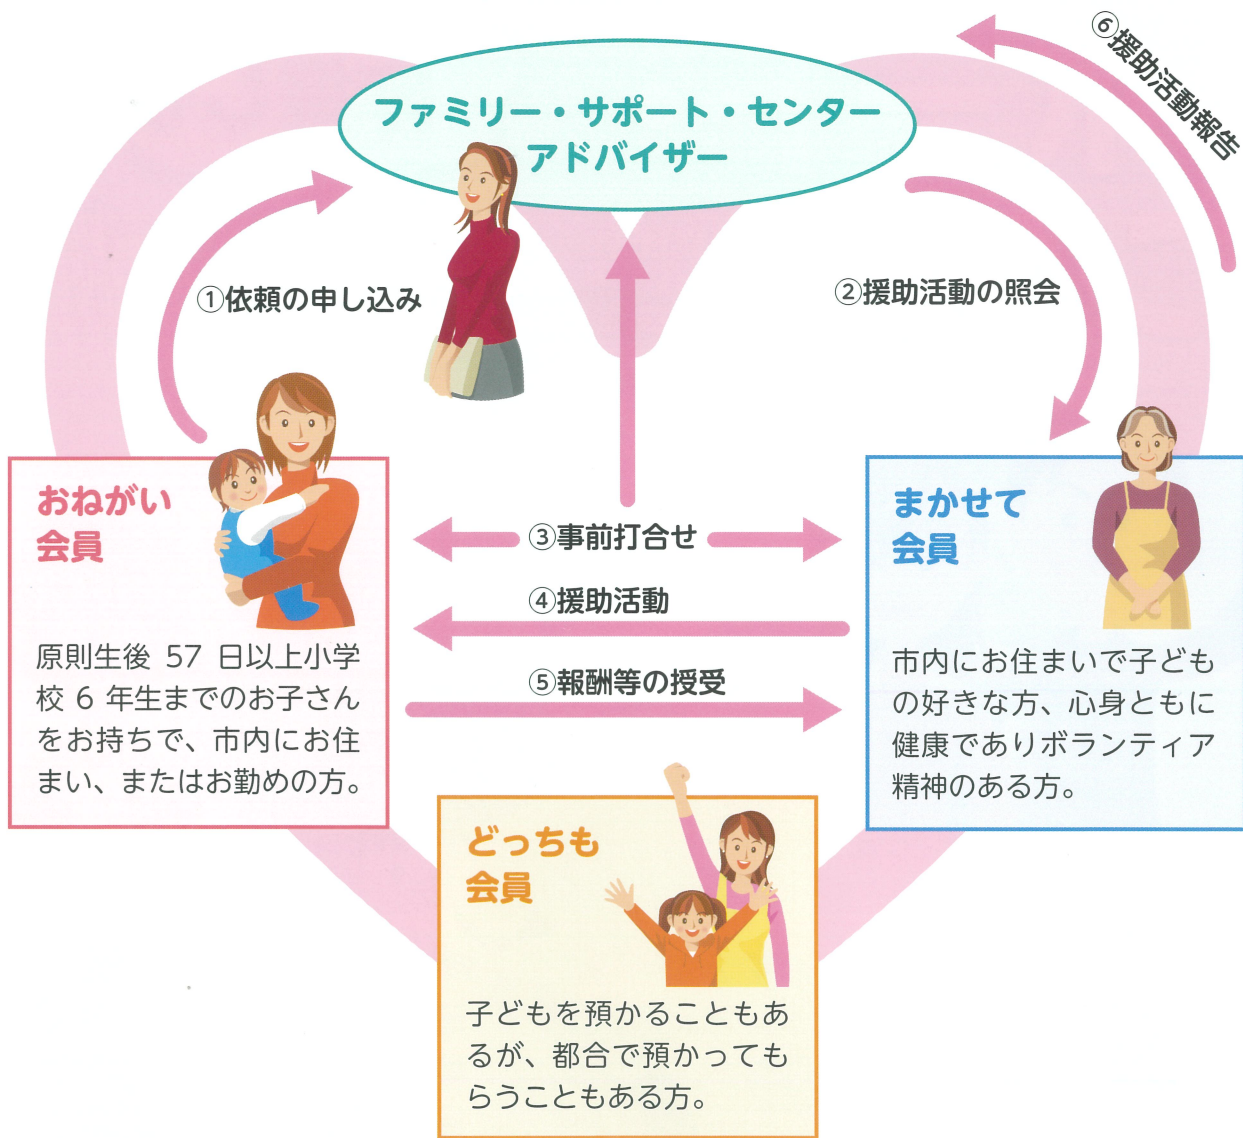 ファミリー・サポート・センター
アドバイザー
⑥援助活動報告
①依頼の申し込み
②援助活動の照会
おねがい
会員
原則生後 57 日以上小学
校 6 年生までのお子さん
をお持ちで、市内にお住
まい、またはお勤めの方。
③事前打合せ
④援助活動
⑤報酬等の授受
まかせて
会員
市内にお住まいで子ども
の好きな方、心身ともに
健康でありボランティア
精神のある方。
どっちも
会員
子どもを預かることもあ
るが、都合で預かっても
らうこともある方。